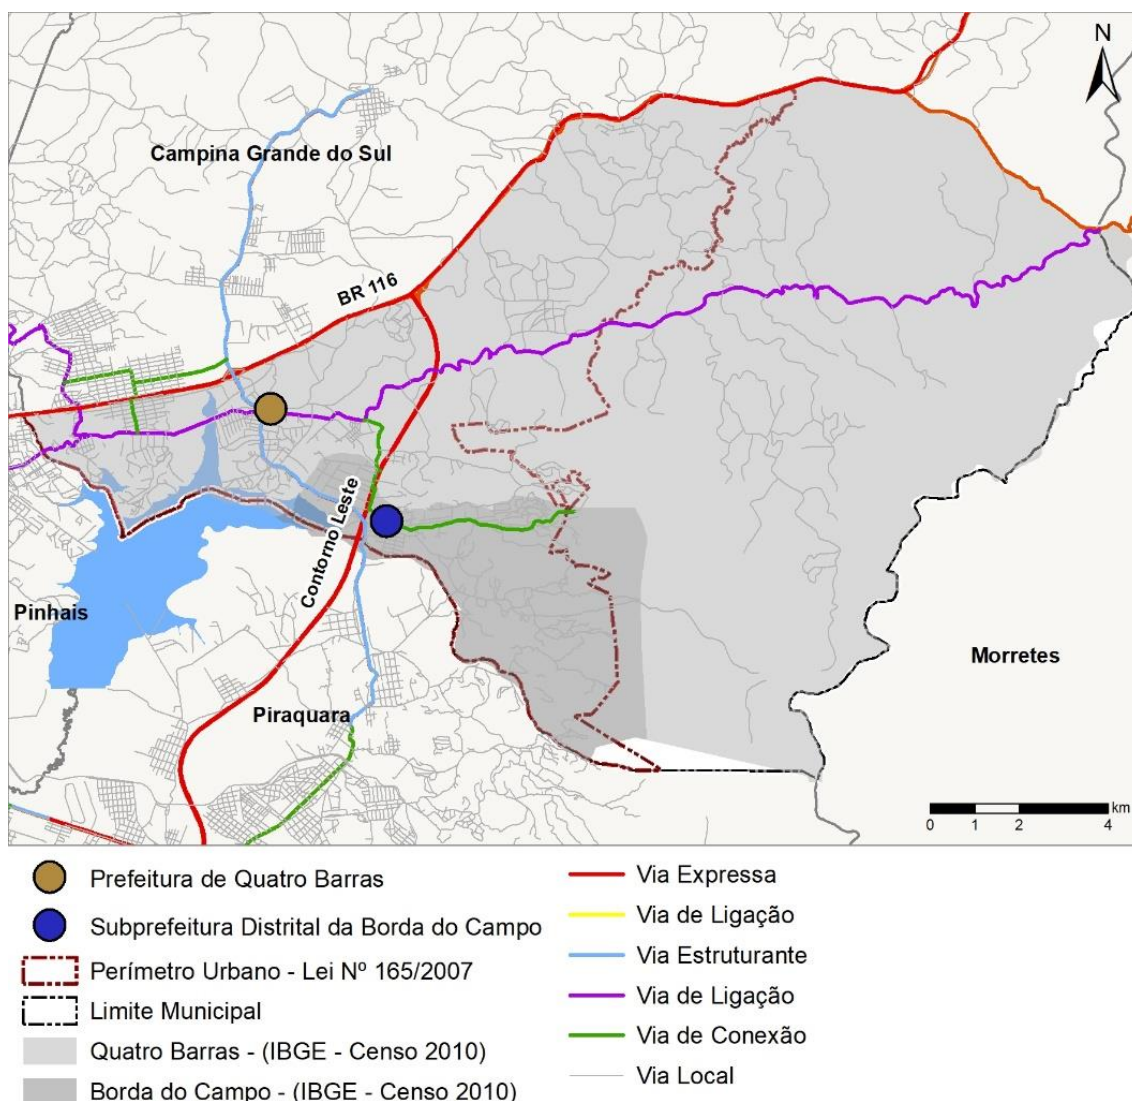 N
Campina Grande do Sul
BR 116
Contorno Leste
Pinhais
Morretes
Piraquara
km
0 1 2 4
Prefeitura de Quatro Barras
Subprefeitura Distrital da Borda do Campo
Perímetro Urbano - Lei Nº 165/2007
Limite Municipal
Quatro Barras - (IBGE - Censo 2010)
Borda do Campo - (IBGE - Censo 2010)
Via Expressa
Via de Ligação
Via Estruturante
Via de Ligação
Via de Conexão
Via Local